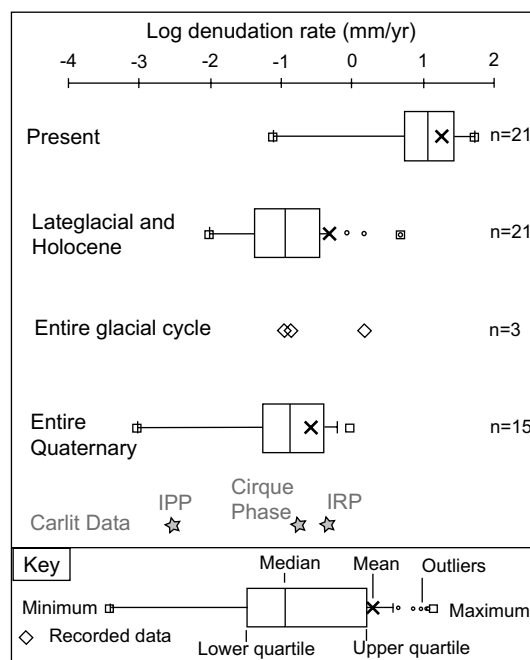 Log denudation rate (mm/yr)
-4 -3 -2 -1 -1 0 1 2
Present n=21
Lateglacial and
Holocene n=21
Entire glacial cycle n=3
Entire
Quaternary n=15
Carlit Data IPP Cirque
Phase IRP
Key
Median Mean Outliers
Minimum Maximum
Recorded data Lower quartile Upper quartile